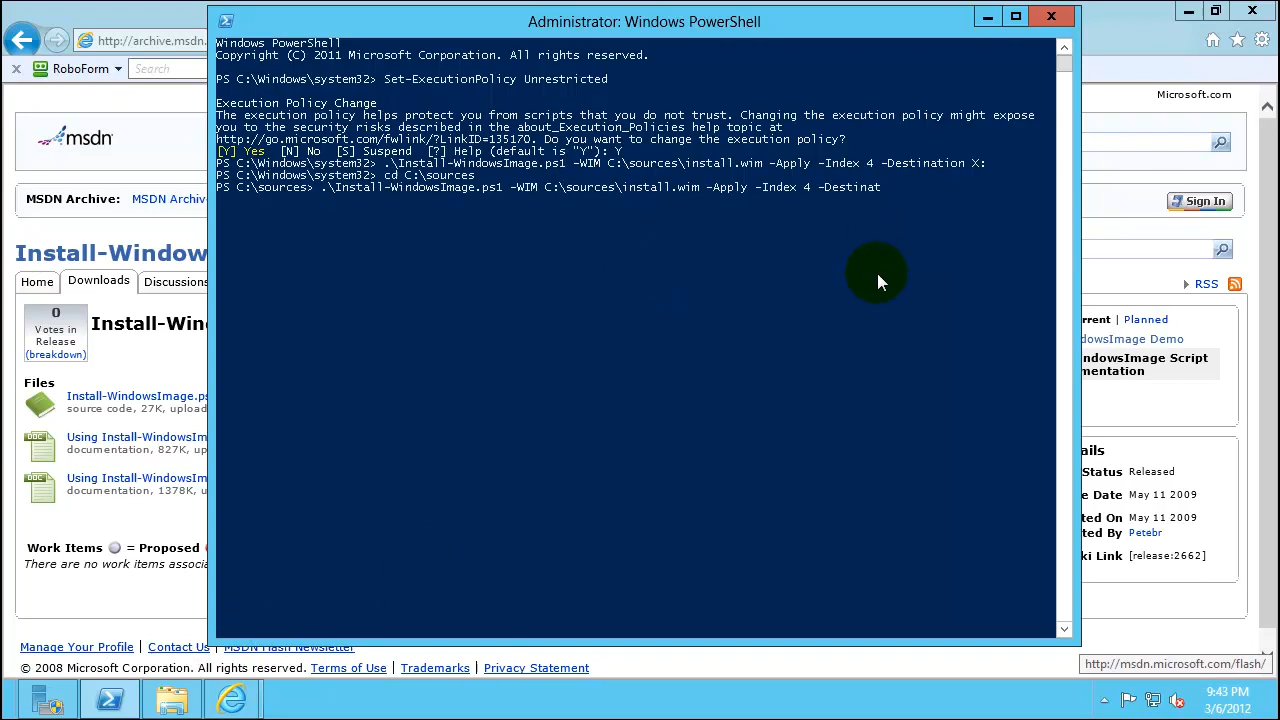 Administrator: Windows PowerShell
http://archive.msdn.
RoboForm
Search
Windows PowerShell
Copyright (C) 2011 Microsoft Corporation. All rights reserved.
PS C:\Windows\system32> Set-ExecutionPolicy Unrestricted
Execution Policy Change
The execution policy helps protect you from scripts that you do not trust. Changing the execution policy might expose
you to the security risks described in the about_Execution_Policies help topic at
http://go.microsoft.com/fwlink/?LinkID=135170. Do you want to change the execution policy?
[Y] Yes  [N] No  [S] Suspend  [?] Help (default is "Y"): Y
PS C:\Windows\system32> .\Install-WindowsImage.ps1 -WIM C:\sources\install.wim -Apply -Index 4 -Destination X:
PS C:\Windows\system32> cd C:\sources
PS C:\sources> .\Install-WindowsImage.ps1 -WIM C:\sources\install.wim -Apply -Index 4 -Destinat
Microsoft.com
msdn
MSDN Archive: MSDN Archiv
Sign In
Install-Window
Home
Downloads
Discussions
RSS
0
Votes in
Release
(breakdown)
Install-Win
Files
Install-WindowsImage.ps
source code, 27K, upload
Using Install-WindowsIm
documentation, 827K, up
Using Install-WindowsIm
documentation, 1378K, u
Work Items = Proposed
There are no work items associa
rrent | Planned
dowsImage Demo
ndowsImage Script
mentation
ails
Status Released
e Date May 11 2009
ted On May 11 2009
ted By Petebr
ki Link [release:2662]
Manage Your Profile | Contact Us | MSDN Flash Newsletter
© 2008 Microsoft Corporation. All rights reserved. Terms of Use | Trademarks | Privacy Statement
http://msdn.microsoft.com/flash/
9:43 PM
3/6/2012